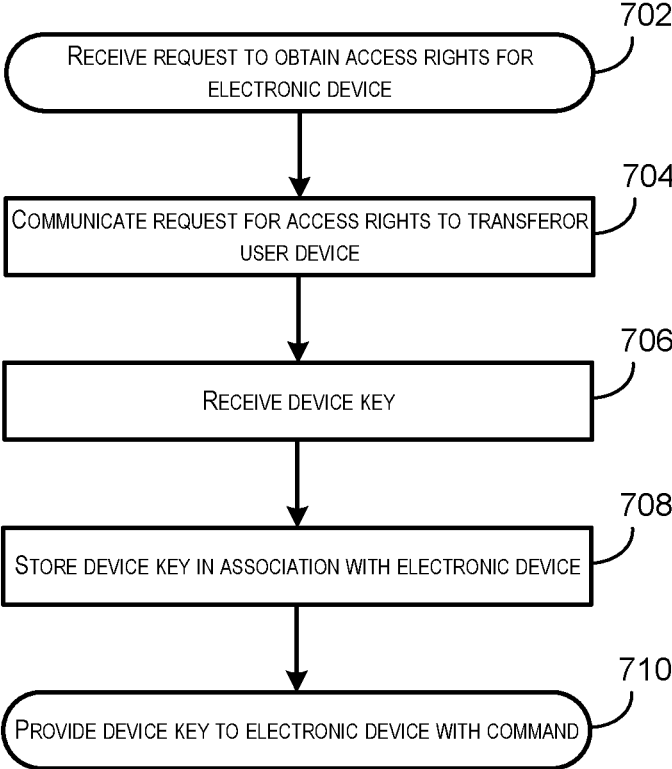 702
RECEIVE REQUEST TO OBTAIN ACCESS RIGHTS FOR
ELECTRONIC DEVICE
704
COMMUNICATE REQUEST FOR ACCESS RIGHTS TO TRANSFEROR
USER DEVICE
706
RECEIVE DEVICE KEY
708
STORE DEVICE KEY IN ASSOCIATION WITH ELECTRONIC DEVICE
710
PROVIDE DEVICE KEY TO ELECTRONIC DEVICE WITH COMMAND